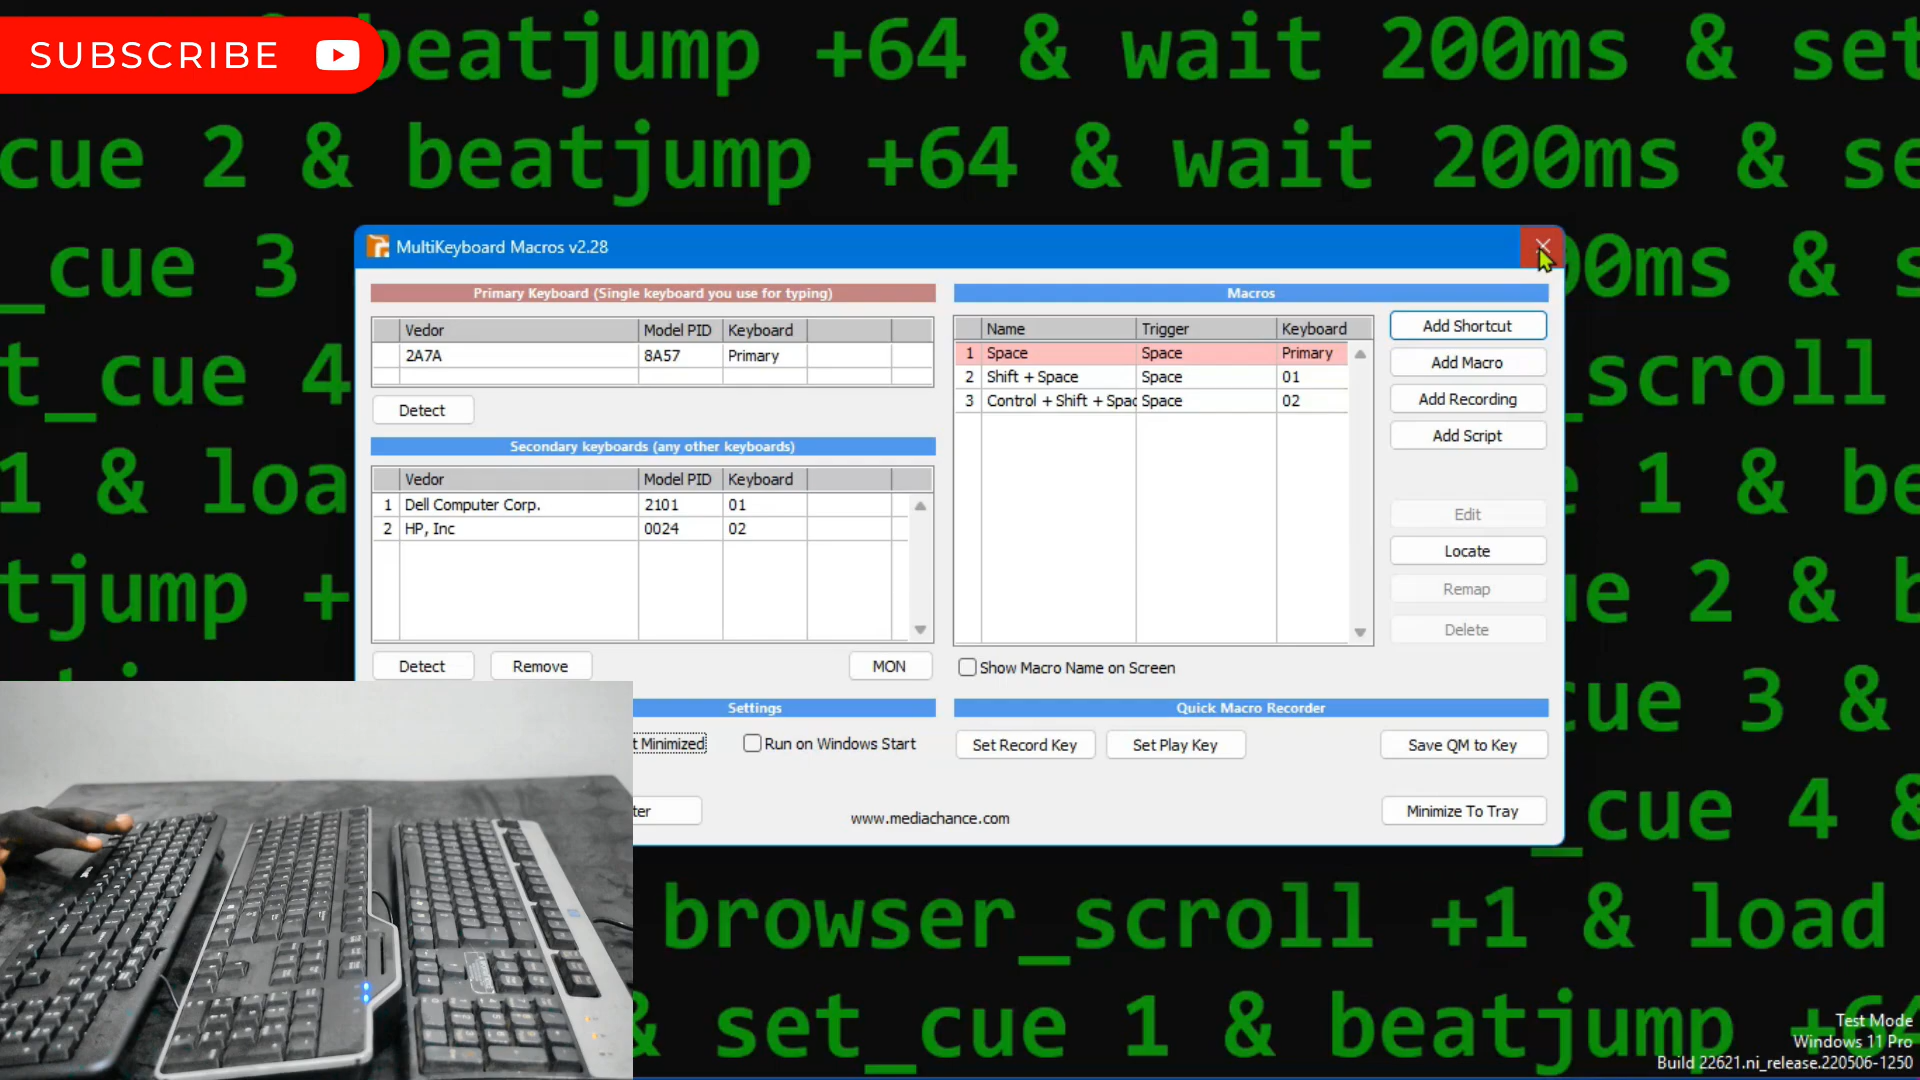 SUBSCRIBE
beatjump +64 & wait 200ms & set
cue 2 & beatjump +64 & wait 200ms & se
_cue 3
00ms & s
t_cue 4
_scroll
1 & loa
1 & be
tjump +
ue 2 & b
cue 3 &
_cue 4 &
browser_scroll +1 & load
& set_cue 1 & beatjump +64
MultiKeyboard Macros v2.28
Primary Keyboard (Single keyboard you use for typing)
Vedor Model PID Keyboard
2A7A 8A57 Primary
Detect
Secondary keyboards (any other keyboards)
Vedor Model PID Keyboard
1 Dell Computer Corp. 2101 01
2 HP, Inc 0024 02
Detect Remove MON
Settings
t Minimized Run on Windows Start
ter
www.mediachance.com
Macros
Name Trigger Keyboard
1 Space Space Primary
2 Shift + Space Space 01
3 Control + Shift + Spac Space 02
Add Shortcut
Add Macro
Add Recording
Add Script
Edit
Locate
Remap
Delete
Show Macro Name on Screen
Quick Macro Recorder
Set Record Key Set Play Key Save QM to Key
Minimize To Tray
Test Mode
Windows 11 Pro
Build 22621.ni_release.220506-1250